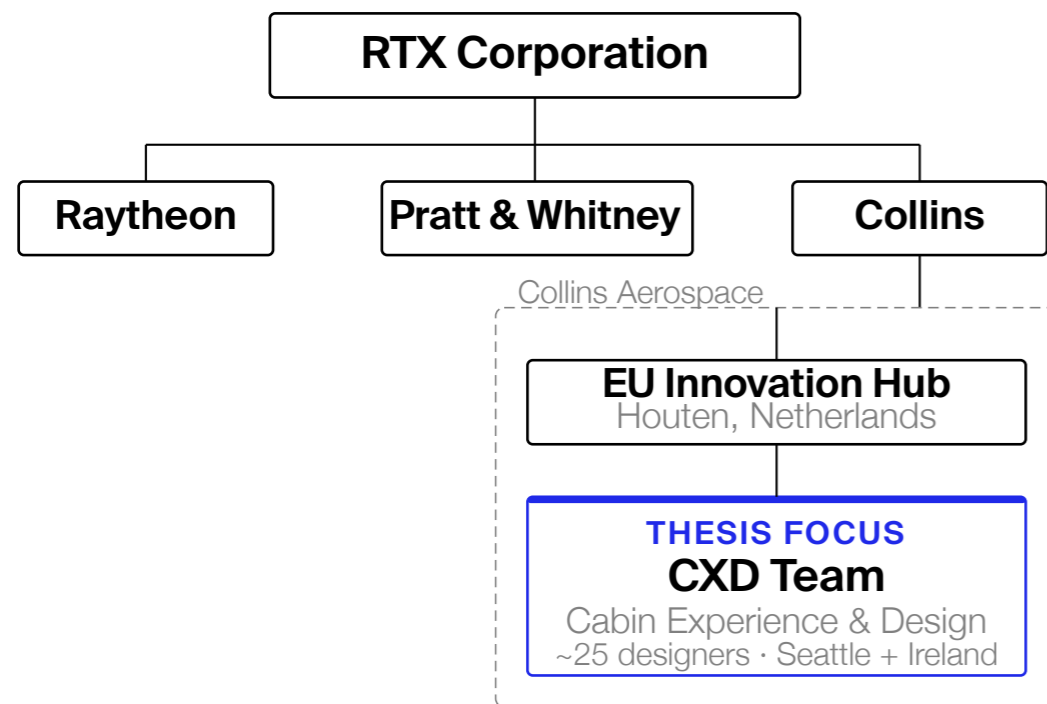 RTX Corporation
Raytheon
Pratt & Whitney
Collins
Collins Aerospace
EU Innovation Hub
Houten, Netherlands
THESIS FOCUS
CXD Team
Cabin Experience & Design
~25 designers · Seattle + Ireland